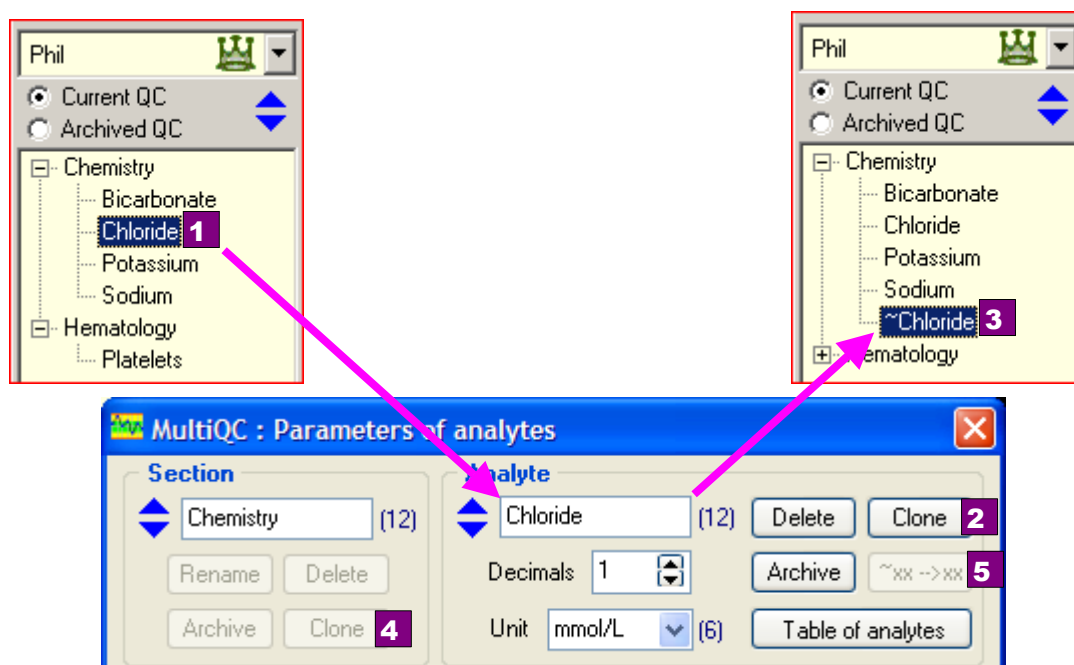 Phil
Current QC
Archived QC
Chemistry
Bicarbonate
Chloride 1
Potassium
Sodium
Hematology
Platelets
Phil
Current QC
Archived QC
Chemistry
Bicarbonate
Chloride
Potassium
Sodium
~Chloride 3
ematology
MultiQC : Parameters of analytes
Section
Chemistry (12)
Rename Delete
Archive Clone 4
Analyte
Chloride (12) Delete Clone 2
Decimals 1 Archive ~xx -->xx 5
Unit mmol/L (6) Table of analytes